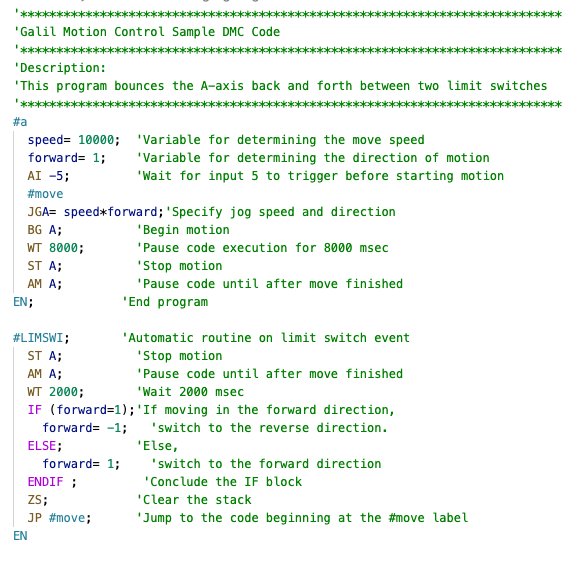 '***************************************************************************
'Galil Motion Control Sample DMC Code
'***************************************************************************
'Description:
'This program bounces the A-axis back and forth between two limit switches
'***************************************************************************
#a
speed= 10000; 'Variable for determining the move speed
forward= 1; 'Variable for determining the direction of motion
AI -5; 'Wait for input 5 to trigger before starting motion
#move
JGA= speed*forward;'Specify jog speed and direction
BG A; 'Begin motion
WT 8000; 'Pause code execution for 8000 msec
ST A; 'Stop motion
AM A; 'Pause code until after move finished
EN; 'End program
#LIMSWI; 'Automatic routine on limit switch event
ST A; 'Stop motion
AM A; 'Pause code until after move finished
WT 2000; 'Wait 2000 msec
IF (forward=1);'If moving in the forward direction,
forward= -1; 'switch to the reverse direction.
ELSE; 'Else,
forward= 1; 'switch to the forward direction
ENDIF ; 'Conclude the IF block
ZS; 'Clear the stack
JP #move; 'Jump to the code beginning at the #move label
EN